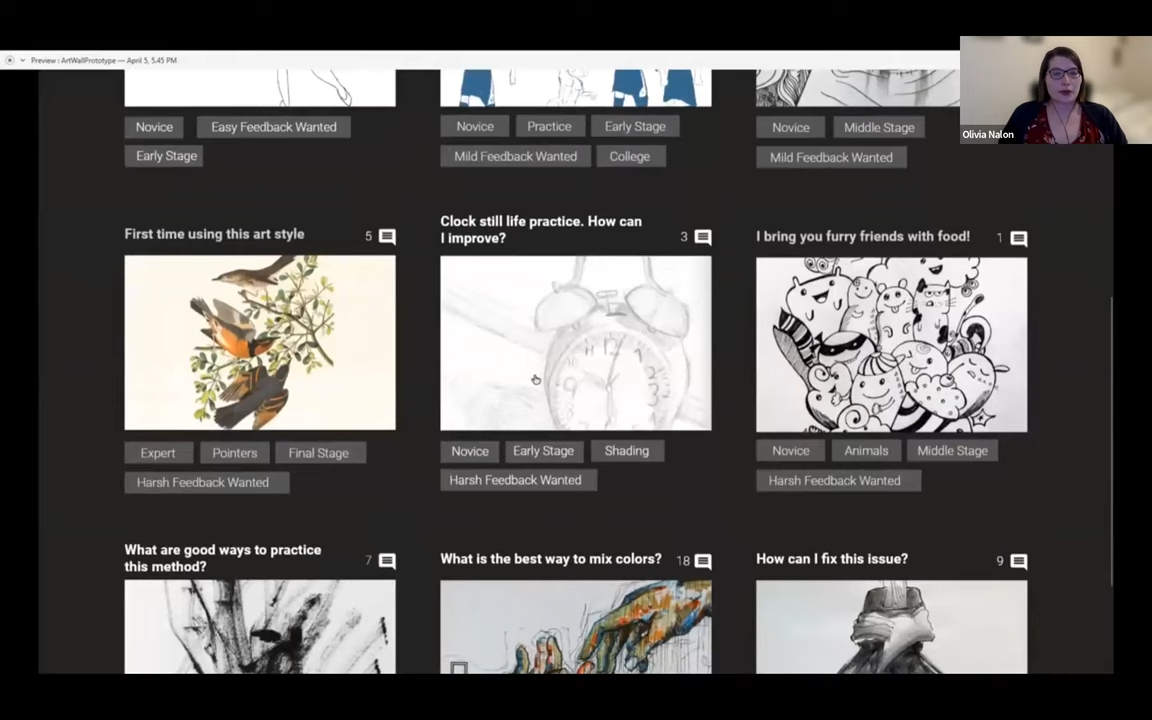 Preview : ArtWallPrototype — April 5, 5.45 PM
Olivia Nalon
Novice
Easy Feedback Wanted
Early Stage
Novice
Practice
Early Stage
Mild Feedback Wanted
College
Novice
Middle Stage
Mild Feedback Wanted
First time using this art style
5
Clock still life practice. How can
I improve?
3
I bring you furry friends with food!
1
Expert
Pointers
Final Stage
Harsh Feedback Wanted
Novice
Early Stage
Shading
Harsh Feedback Wanted
Novice
Animals
Middle Stage
Harsh Feedback Wanted
What are good ways to practice
this method?
7
What is the best way to mix colors?
18
How can I fix this issue?
9